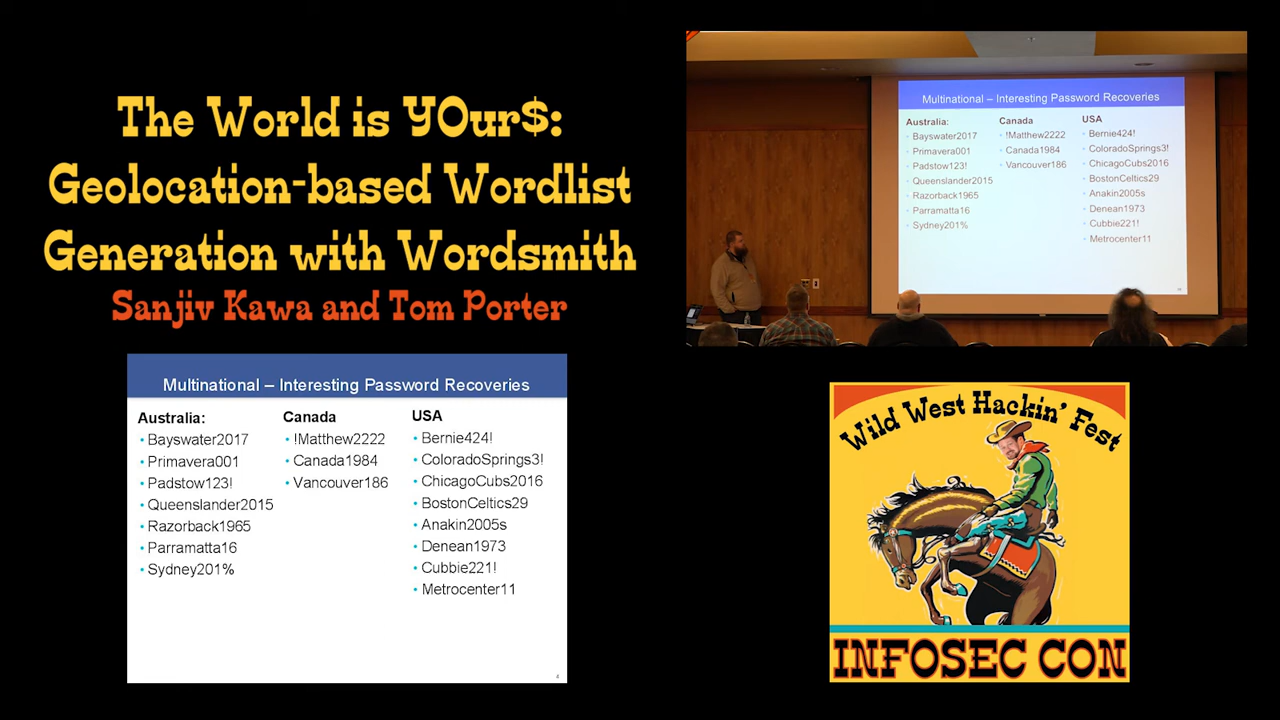 The World is YOur$:
Geolocation-based Wordlist
Generation with Wordsmith
Sanjiv Kawa and Tom Porter
Multinational – Interesting Password Recoveries
Australia:
• Bayswater2017
• Primavera001
• Padstow123!
• Queenslander2015
• Razorback1965
• Parramatta16
• Sydney201%
Canada
• !Matthew2222
• Canada1984
• Vancouver186
USA
• Bernie424!
• ColoradoSprings3!
• ChicagoCubs2016
• BostonCeltics29
• Anakin2005s
• Denean1973
• Cubbie221!
• Metrocenter11
Multinational – Interesting Password Recoveries
Australia:
• Bayswater2017
• Primavera001
• Padstow123!
• Queenslander2015
• Razorback1965
• Parramatta16
• Sydney201%
Canada
• !Matthew2222
• Canada1984
• Vancouver186
USA
• Bernie424!
• ColoradoSprings3!
• ChicagoCubs2016
• BostonCeltics29
• Anakin2005s
• Denean1973
• Cubbie221!
• Metrocenter11
Wild West Hackin' Fest
INFOSEC CON